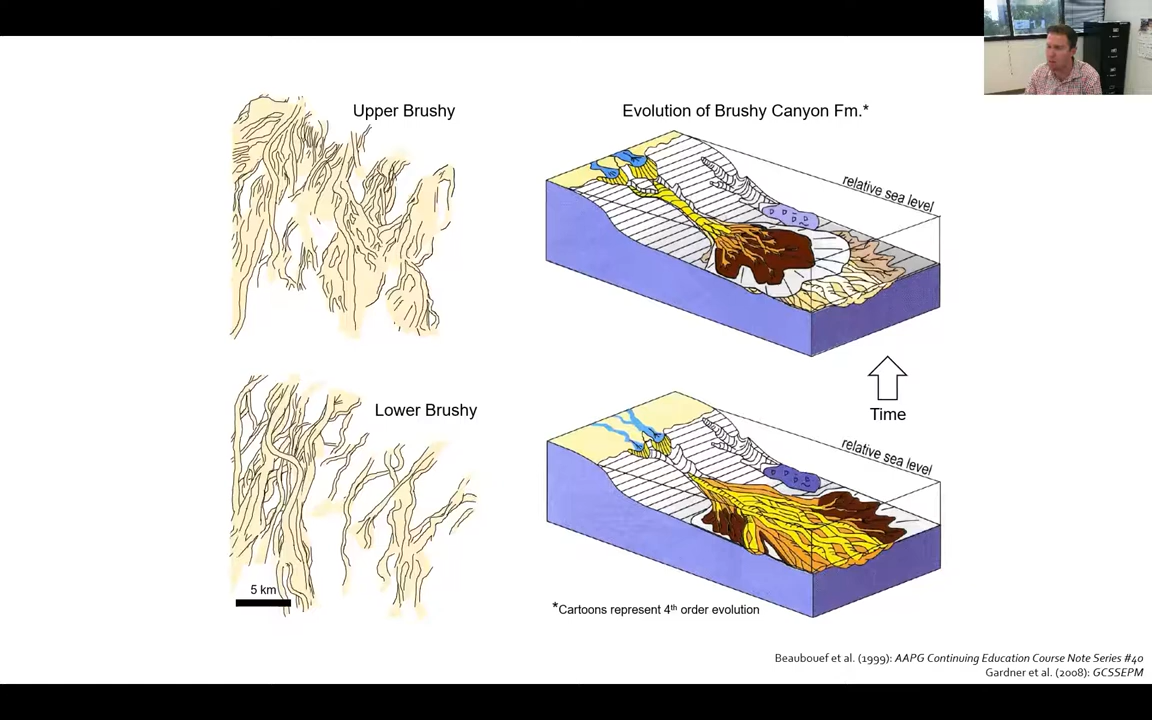 Upper Brushy
Evolution of Brushy Canyon Fm.*
relative sea level
Time
Lower Brushy
relative sea level
5 km
*Cartoons represent 4th order evolution
Beaubouef et al. (1999): AAPG Continuing Education Course Note Series #40
Gardner et al. (2008): GCSSEPM